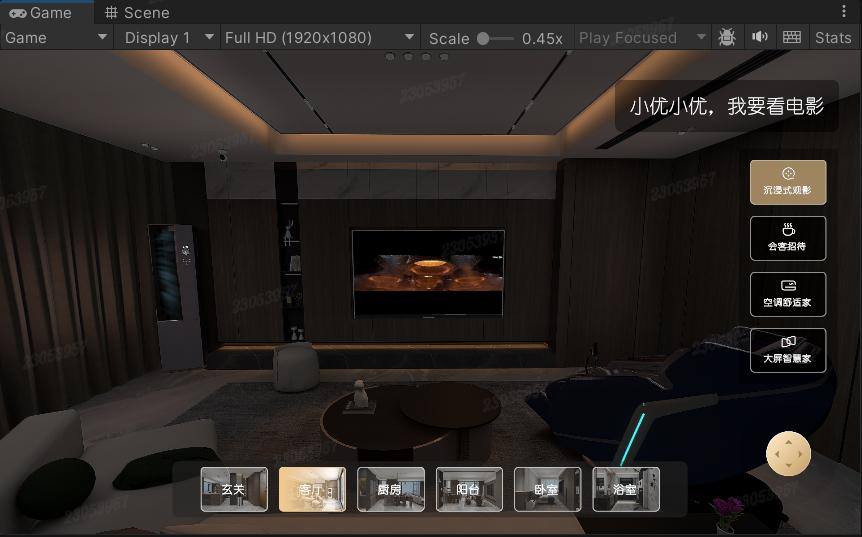 Game
Scene
Game
Display 1
Full HD (1920x1080)
Scale
0.45x
Play Focused
Stats
小优小优，我要看电影
沉浸式观影
会客招待
空调舒适家
大屏智慧家
玄关
客厅
厨房
阳台
卧室
浴室
23053957